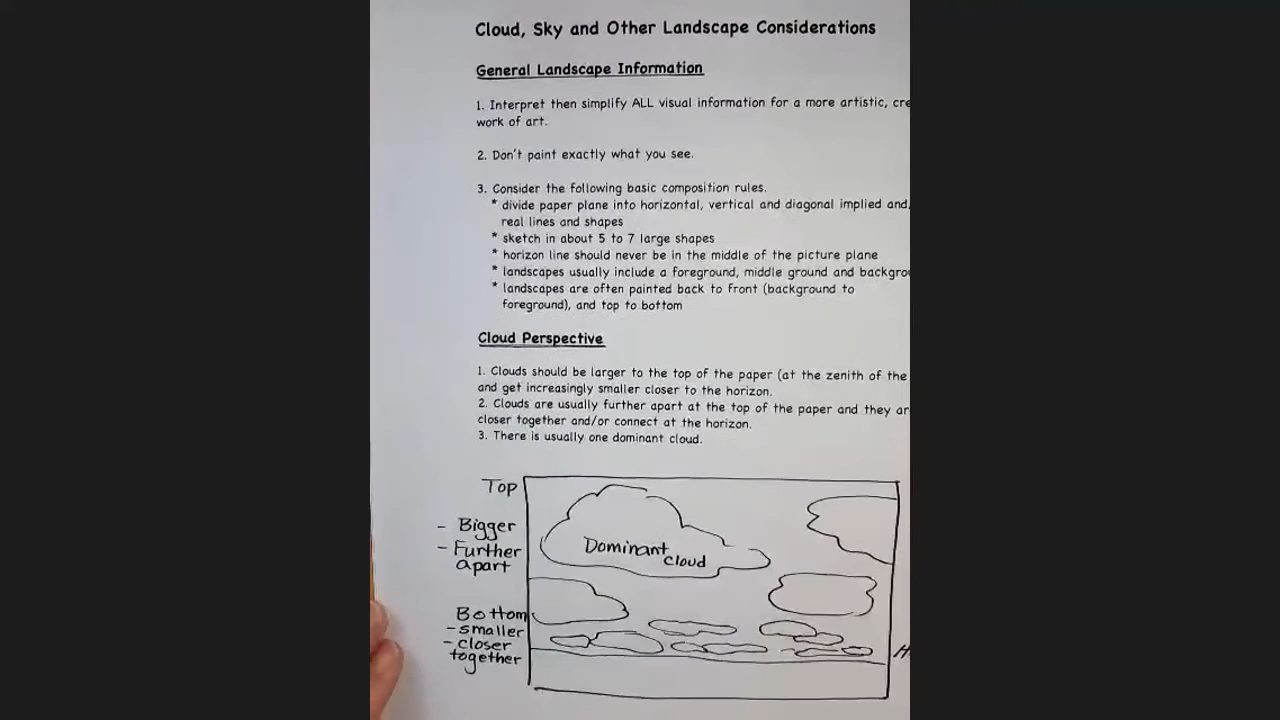 Cloud, Sky and Other Landscape Considerations
General Landscape Information
1. Interpret then simplify ALL visual information for a more artistic,
work of art.
2. Don't paint exactly what you see.
3. Consider the following basic composition rules.
* divide paper plane into horizontal, vertical and diagonal implied and,
real lines and shapes
* sketch in about 5 to 7 large shapes
* horizon line should never be in the middle of the picture plane
* landscapes usually include a foreground, middle ground and
* landscapes are often painted back to front (background to
foreground), and top to bottom
Cloud Perspective
1. Clouds should be larger to the top of the paper (at the zenith of the
and get increasingly smaller closer to the horizon.
2. Clouds are usually further apart at the top of the paper and they
closer together and/or connect at the horizon.
3. There is usually one dominant cloud.
Top
- Bigger
- Further
apart
Dominant
cloud
Bottom
- smaller
- closer
together